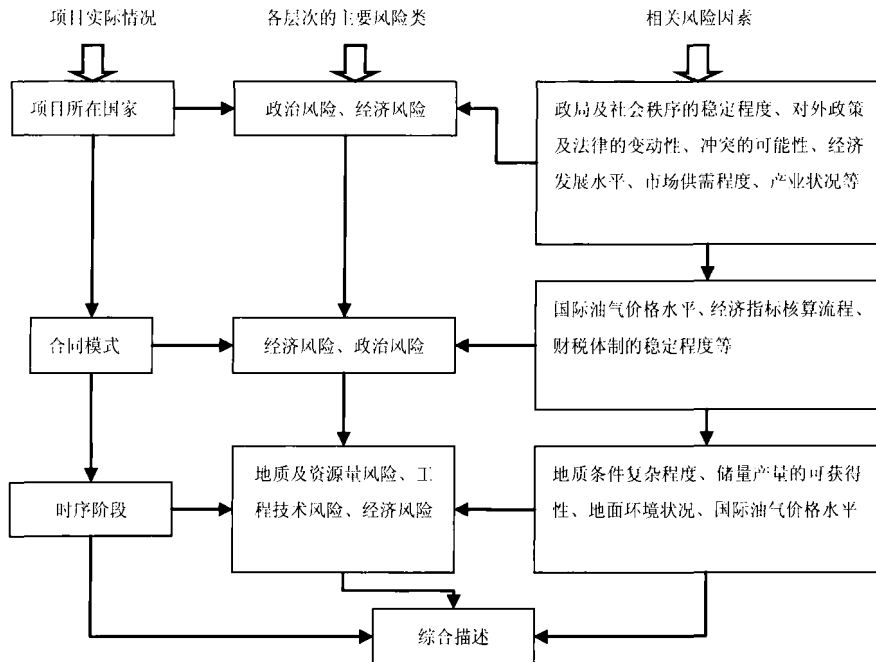 项目实际情况
各层次的主要风险类
相关风险因素
项目所在国家
政治风险、经济风险
政局及社会秩序的稳定程度、对外政策
及法律的变动性、冲突的可能性、经济
发展水平、市场供需程度、产业状况等
合同模式
经济风险、政治风险
国际油气价格水平、经济指标核算流程、
财税体制的稳定程度等
时序阶段
地质及资源量风险、工
程技术风险、经济风险
地质条件复杂程度、储量产量的可获得
性、地面环境状况、国际油气价格水平
综合描述